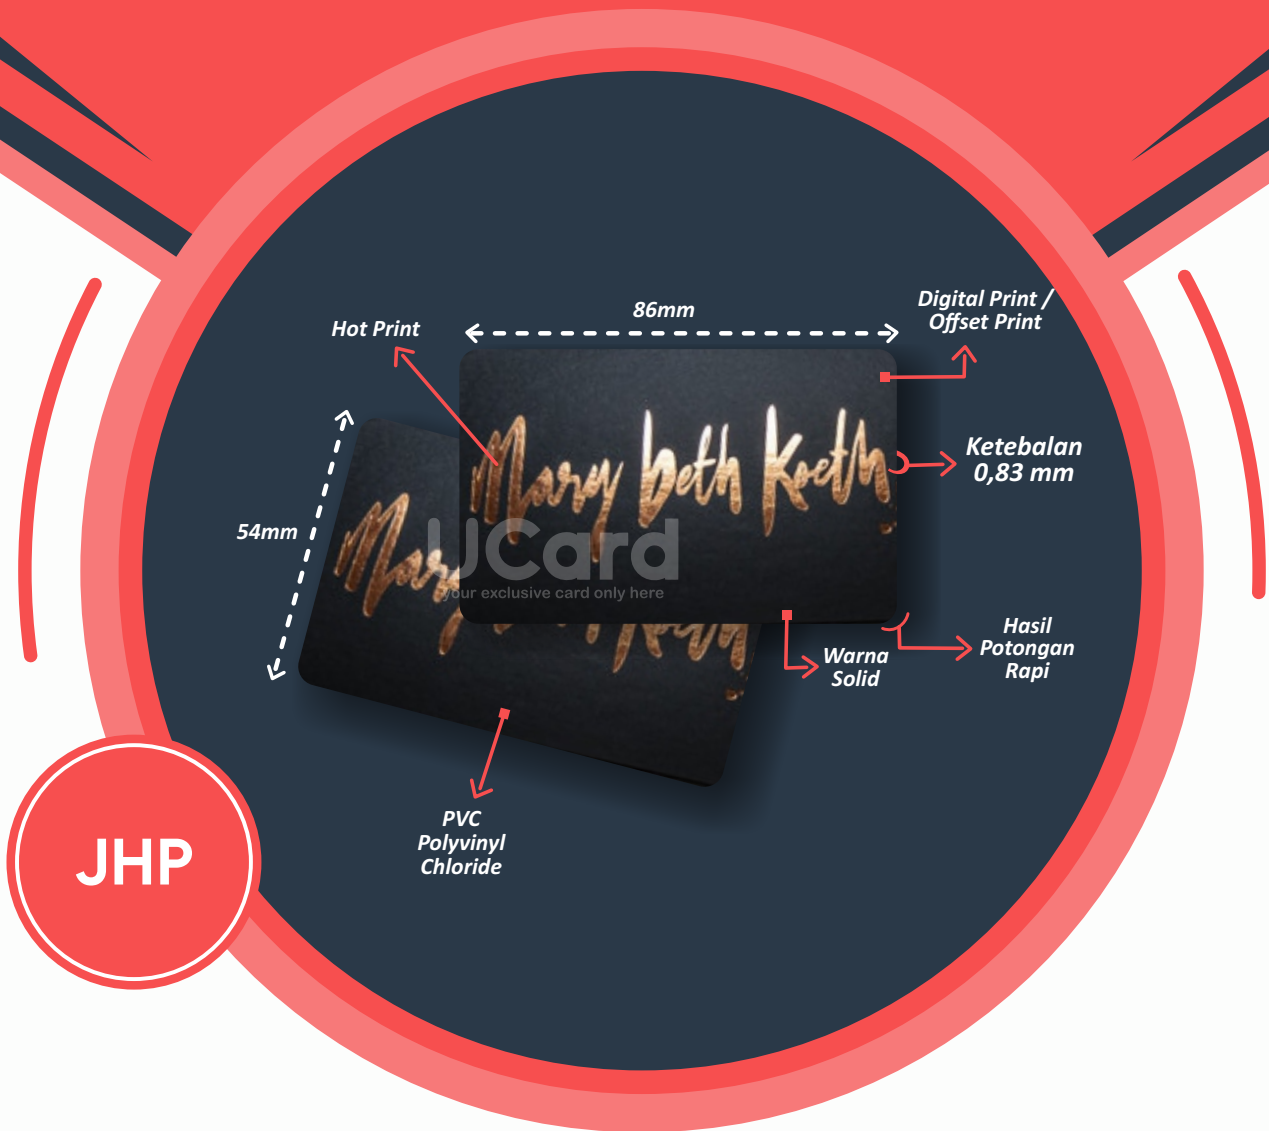 86mm
Digital Print /
Offset Print
Hot Print
Mary beth Koeth
Ketebalan
0,83 mm
54mm
UCard
your exclusive card only here
Hasil
Potongan
Rapi
Warna
Solid
PVC
Polyvinyl
Chloride
JHP